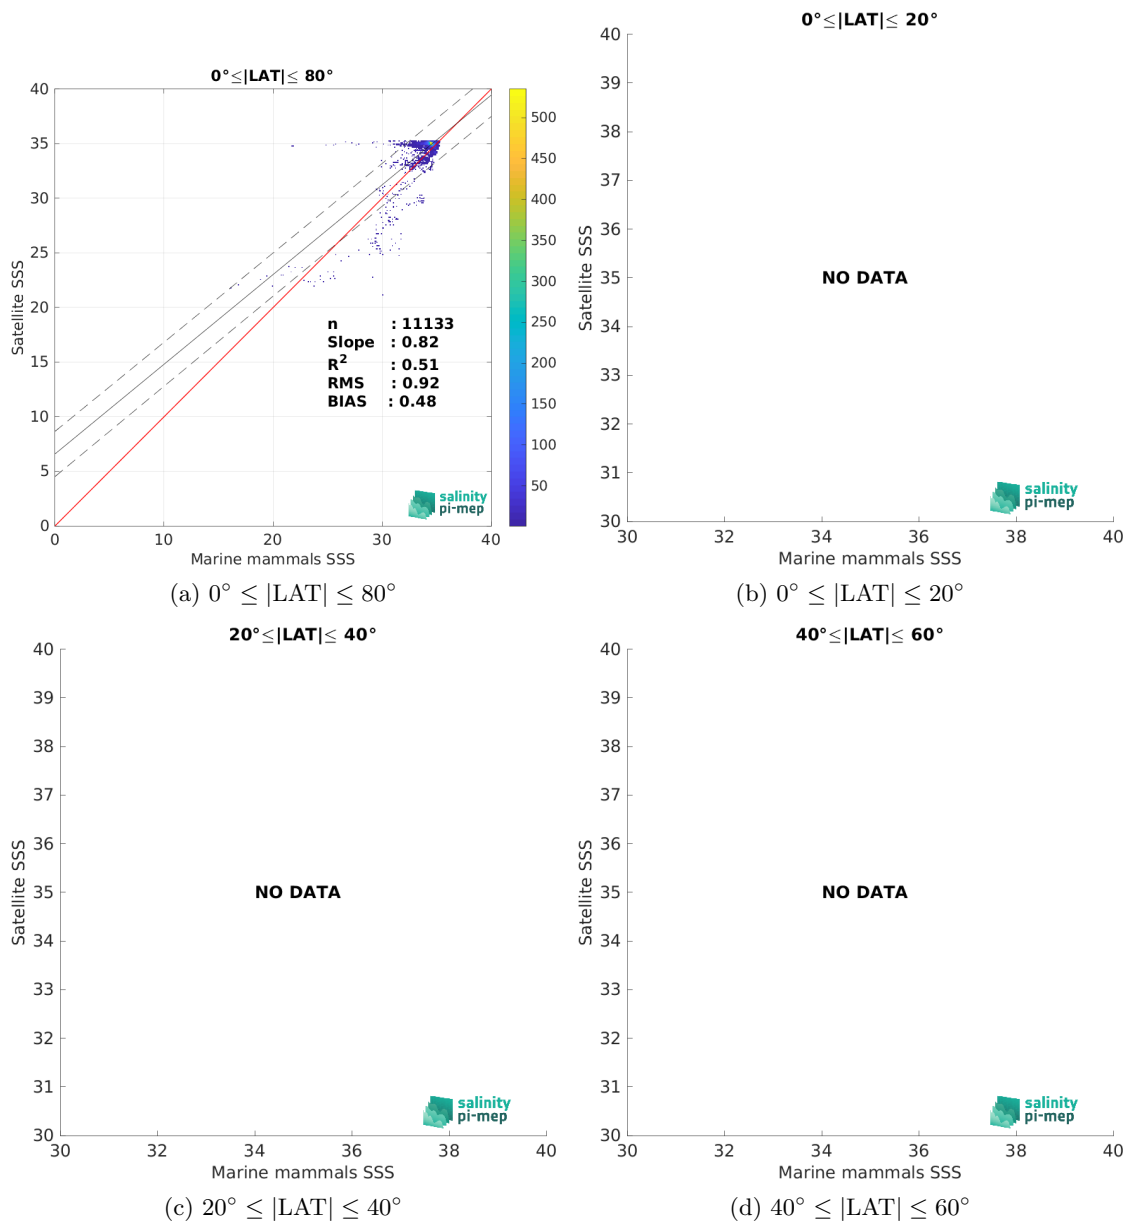 0°≤|LAT|≤ 80°
40
35
30
25
20
15
10
5
0
Satellite SSS
0
10
20
30
40
Marine mammals SSS
n : 11133
Slope : 0.82
R² : 0.51
RMS : 0.92
BIAS : 0.48
500
450
400
350
300
250
200
150
100
50
salinity
pi-mep
(a) 0° ≤ |LAT| ≤ 80°
0°≤|LAT|≤ 20°
40
39
38
37
36
35
34
33
32
31
30
Satellite SSS
NO DATA
salinity
pi-mep
30
32
34
36
38
40
Marine mammals SSS
(b) 0° ≤ |LAT| ≤ 20°
20°≤|LAT|≤ 40°
40
39
38
37
36
35
34
33
32
31
30
Satellite SSS
NO DATA
salinity
pi-mep
30
32
34
36
38
40
Marine mammals SSS
(c) 20° ≤ |LAT| ≤ 40°
40°≤|LAT|≤ 60°
40
39
38
37
36
35
34
33
32
31
30
Satellite SSS
NO DATA
salinity
pi-mep
30
32
34
36
38
40
Marine mammals SSS
(d) 40° ≤ |LAT| ≤ 60°